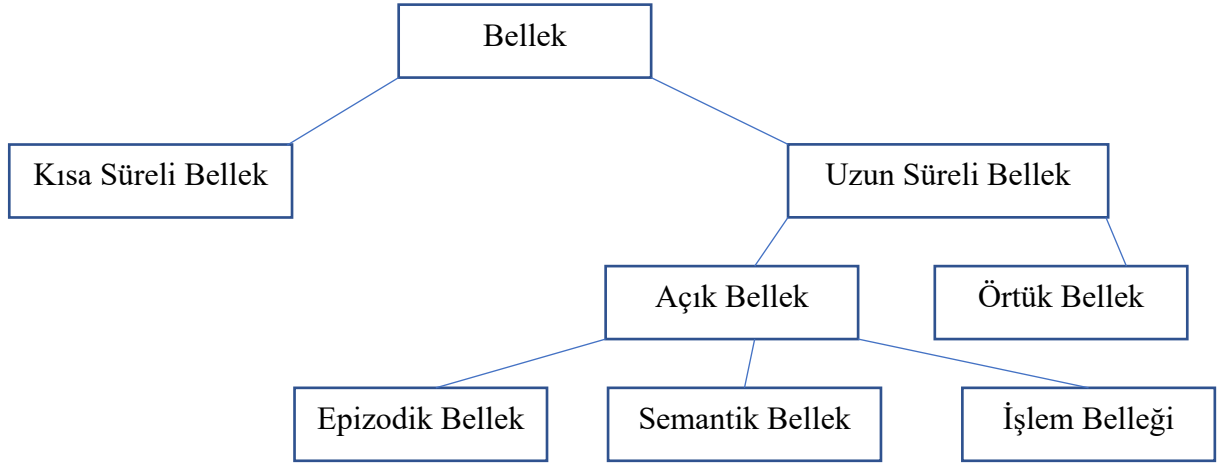 Bellek
Kısa Süreli Bellek
Uzun Süreli Bellek
Açık Bellek
Örtük Bellek
Epizodik Bellek
Semantik Bellek
İşlem Belleği